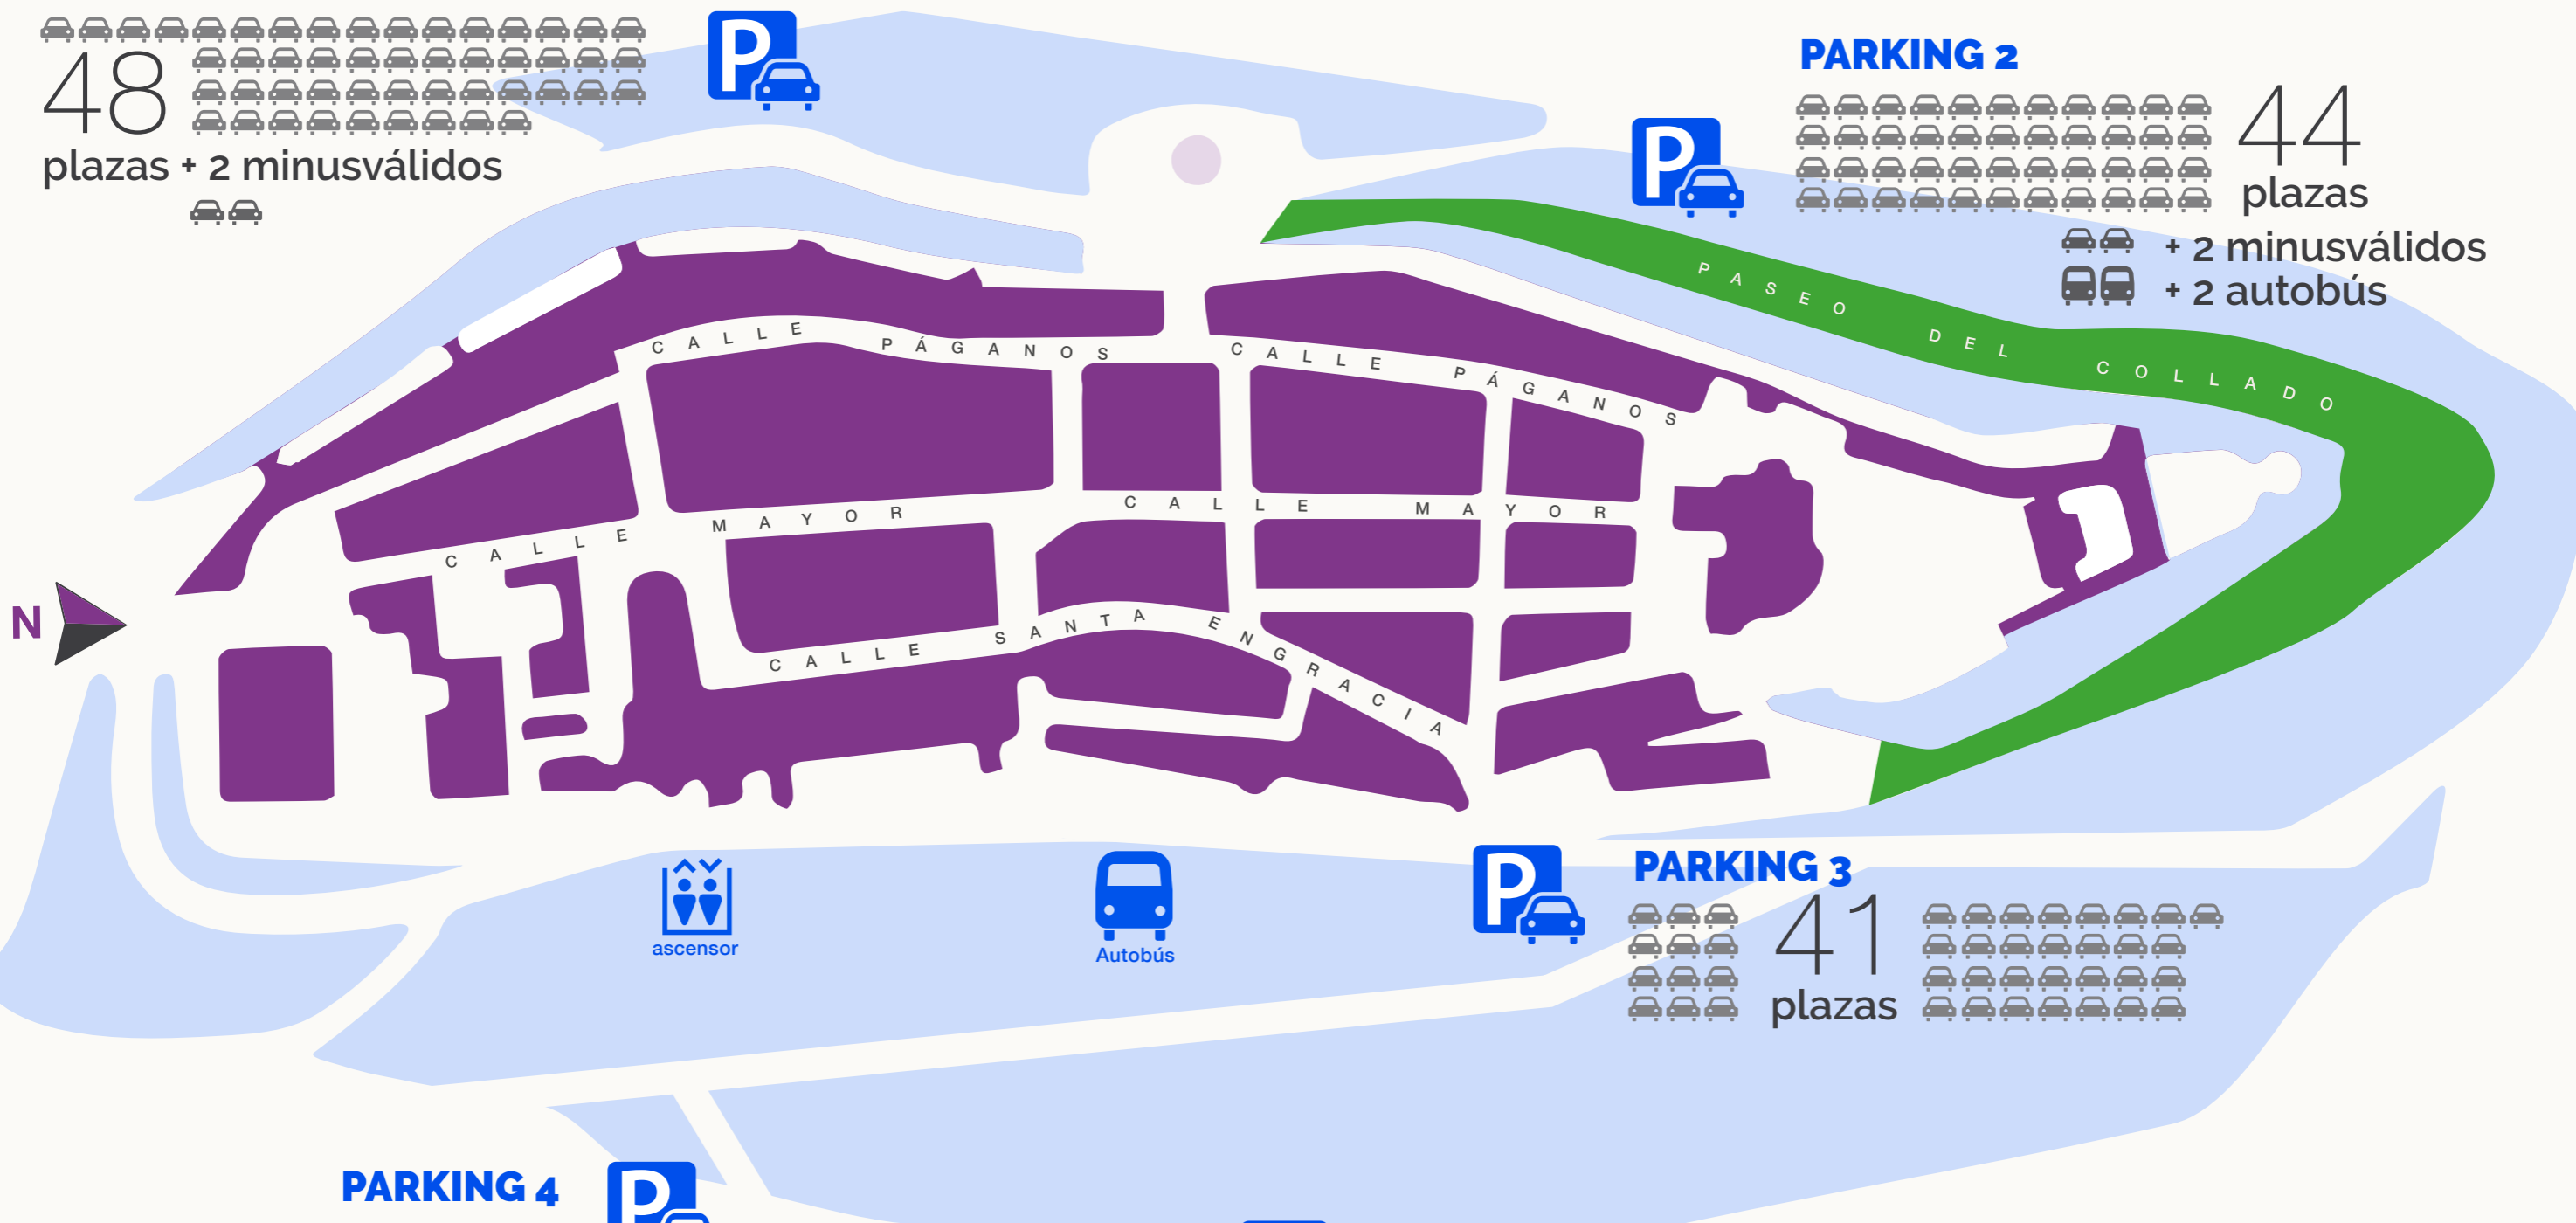 48
plazas + 2 minusválidos
P
PARKING 2
P
44
plazas
+ 2 minusválidos
+ 2 autobús
PASEO DEL COLLADO
CALLE PÁGANOS
CALLE PÁGANOS
CALLE MAYOR
CALLE MAYOR
CALLE SANTA ENGRACIA
N
ascensor
Autobús
P
PARKING 3
41
plazas
PARKING 4
P